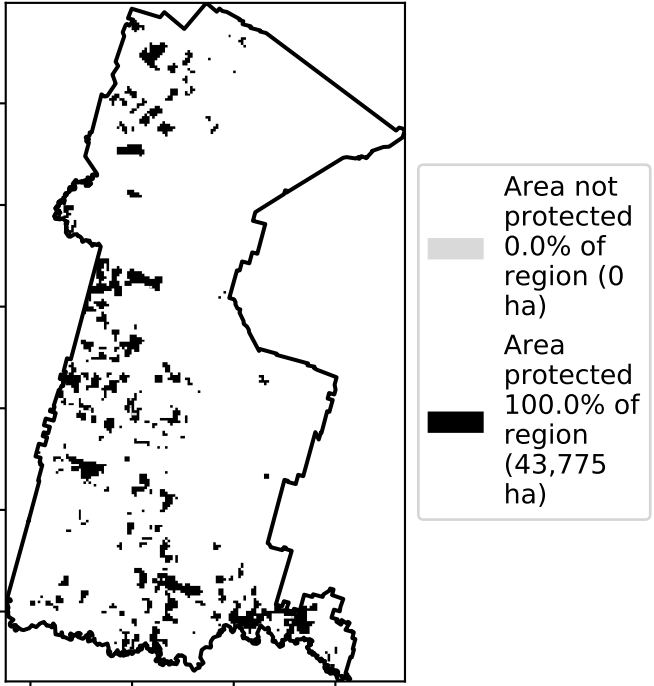 Area not
protected
0.0% of
region (0
ha)
Area
protected
100.0% of
region
(43,775
ha)